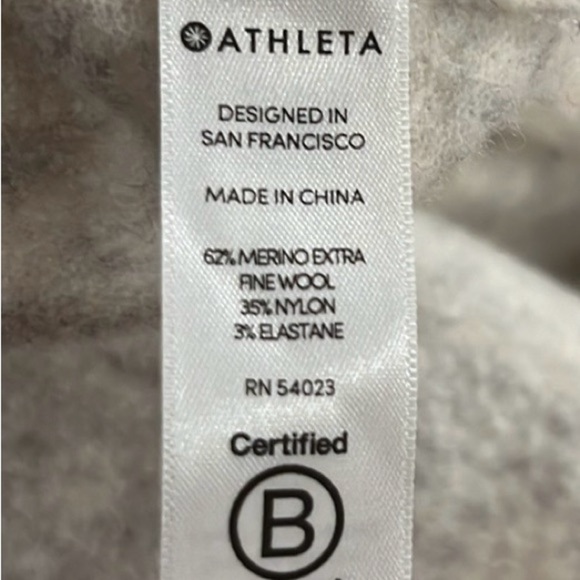 ATHLETA
DESIGNED IN
SAN FRANCISCO
MADE IN CHINA
62% MERINO EXTRA
FINE WOOL
35% NYLON
3% ELASTANE
RN 54023
Certified
B